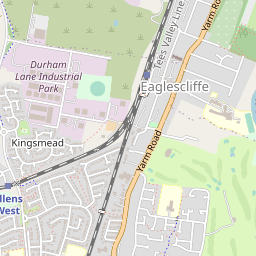 Tees Valley Line
Yarm Road
Durham
Lane Industrial
Park
Eaglescliffe
Kingsmead
Yarm Road
llens
West